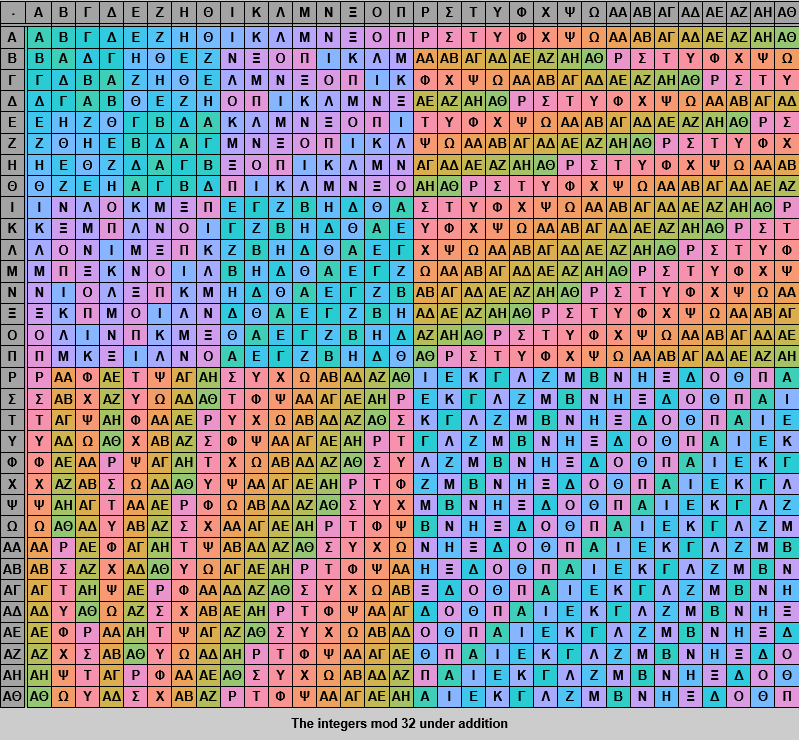 . Α Β Γ Δ Ε Ζ Η Θ Ι Κ Λ Μ Ν Ξ Ο Π Ρ Σ Τ Υ Φ Χ Ψ Ω ΑΑ ΑΒ ΑΓ ΑΔ ΑΕ ΑΖ ΑΗ ΑΘ
Α Α Β Γ Δ Ε Ζ Η Θ Ι Κ Λ Μ Ν Ξ Ο Π Ρ Σ Τ Υ Φ Χ Ψ Ω ΑΑ ΑΒ ΑΓ ΑΔ ΑΕ ΑΖ ΑΗ ΑΘ
Β Β Α Δ Γ Η Θ Ε Ζ Ν Ξ Ο Π Ι Κ Λ Μ ΑΑ ΑΒ ΑΓ ΑΔ ΑΕ ΑΖ ΑΗ ΑΘ Ρ Σ Τ Υ Φ Χ Ψ Ω
Γ Γ Δ Β Α Ζ Η Θ Ε Λ Μ Ν Ξ Ο Π Ι Κ Φ Χ Ψ Ω ΑΑ ΑΒ ΑΓ ΑΔ ΑΕ ΑΖ ΑΗ ΑΘ Ρ Σ Τ Υ
Δ Δ Γ Α Β Θ Ε Ζ Η Ο Π Ι Κ Λ Μ Ν Ξ ΑΕ ΑΖ ΑΗ ΑΘ Ρ Σ Τ Υ Φ Χ Ψ Ω ΑΑ ΑΒ ΑΓ ΑΔ
Ε Ε Η Ζ Θ Γ Β Δ Α Κ Λ Μ Ν Ξ Ο Π Ι Τ Υ Φ Χ Ψ Ω ΑΑ ΑΒ ΑΓ ΑΔ ΑΕ ΑΖ ΑΗ ΑΘ Ρ Σ
Ζ Ζ Θ Η Ε Β Δ Α Γ Μ Ν Ξ Ο Π Ι Κ Λ Ψ Ω ΑΑ ΑΒ ΑΓ ΑΔ ΑΕ ΑΖ ΑΗ ΑΘ Ρ Σ Τ Υ Φ Χ
Η Η Ε Θ Ζ Δ Α Γ Β Ξ Ο Π Ι Κ Λ Μ Ν ΑΓ ΑΔ ΑΕ ΑΖ ΑΗ ΑΘ Ρ Σ Τ Υ Φ Χ Ψ Ω ΑΑ ΑΒ
Θ Θ Ζ Ε Η Α Γ Β Δ Π Ι Κ Λ Μ Ν Ξ Ο ΑΗ ΑΘ Ρ Σ Τ Υ Φ Χ Ψ Ω ΑΑ ΑΒ ΑΓ ΑΔ ΑΕ ΑΖ
Ι Ι Ν Λ Ο Κ Μ Ξ Π Ε Γ Ζ Β Η Δ Θ Α Σ Τ Υ Φ Χ Ψ Ω ΑΑ ΑΒ ΑΓ ΑΔ ΑΕ ΑΖ ΑΗ ΑΘ Ρ
Κ Κ Ξ Μ Π Λ Ν Ο Ι Γ Ζ Β Η Δ Θ Α Ε Υ Φ Χ Ψ Ω ΑΑ ΑΒ ΑΓ ΑΔ ΑΕ ΑΖ ΑΗ ΑΘ Ρ Σ Τ
Λ Λ Ο Ν Ι Μ Ξ Π Κ Ζ Β Η Δ Θ Α Ε Γ Χ Ψ Ω ΑΑ ΑΒ ΑΓ ΑΔ ΑΕ ΑΖ ΑΗ ΑΘ Ρ Σ Τ Υ Φ
Μ Μ Π Ξ Κ Ν Ο Ι Λ Β Η Δ Θ Α Ε Γ Ζ Ω ΑΑ ΑΒ ΑΓ ΑΔ ΑΕ ΑΖ ΑΗ ΑΘ Ρ Σ Τ Υ Φ Χ Ψ
Ν Ν Ι Ο Λ Ξ Π Κ Μ Η Δ Θ Α Ε Γ Ζ Β ΑΒ ΑΓ ΑΔ ΑΕ ΑΖ ΑΗ ΑΘ Ρ Σ Τ Υ Φ Χ Ψ Ω ΑΑ
Ξ Ξ Κ Π Μ Ο Ι Λ Ν Δ Θ Α Ε Γ Ζ Β Η ΑΔ ΑΕ ΑΖ ΑΗ ΑΘ Ρ Σ Τ Υ Φ Χ Ψ Ω ΑΑ ΑΒ ΑΓ
Ο Ο Λ Ι Ν Π Κ Μ Ξ Θ Α Ε Γ Ζ Β Η Δ ΑΖ ΑΗ ΑΘ Ρ Σ Τ Υ Φ Χ Ψ Ω ΑΑ ΑΒ ΑΓ ΑΔ ΑΕ
Π Π Μ Κ Ξ Ι Λ Ν Ο Α Ε Γ Ζ Β Η Δ Θ ΑΘ Ρ Σ Τ Υ Φ Χ Ψ Ω ΑΑ ΑΒ ΑΓ ΑΔ ΑΕ ΑΖ ΑΗ
Ρ Ρ ΑΑ Φ ΑΕ Τ Ψ ΑΓ ΑΗ Σ Υ Χ Ω ΑΒ ΑΔ ΑΖ ΑΘ Ι Ε Κ Γ Λ Ζ Μ Β Ν Η Ξ Δ Ο Θ Π Α
Σ Σ ΑΒ Χ ΑΖ Υ Ω ΑΔ ΑΘ Τ Φ Ψ ΑΑ ΑΓ ΑΕ ΑΗ Ρ Ε Κ Γ Λ Ζ Μ Β Ν Η Ξ Δ Ο Θ Π Α Ι
Τ Τ ΑΓ Ψ ΑΗ Φ ΑΑ ΑΕ Ρ Υ Χ Ω ΑΒ ΑΔ ΑΖ ΑΘ Σ Κ Γ Λ Ζ Μ Β Ν Η Ξ Δ Ο Θ Π Α Ι Ε
Υ Υ ΑΔ Ω ΑΘ Χ ΑΒ ΑΖ Σ Φ Ψ ΑΑ ΑΓ ΑΕ ΑΗ Ρ Τ Γ Λ Ζ Μ Β Ν Η Ξ Δ Ο Θ Π Α Ι Ε Κ
Φ Φ ΑΕ ΑΑ Ρ Ψ ΑΓ ΑΗ Τ Χ Ω ΑΒ ΑΔ ΑΖ ΑΘ Σ Υ Λ Ζ Μ Β Ν Η Ξ Δ Ο Θ Π Α Ι Ε Κ Γ
Χ Χ ΑΖ ΑΒ Σ Ω ΑΔ ΑΘ Υ Ψ ΑΑ ΑΓ ΑΕ ΑΗ Ρ Τ Φ Ζ Μ Β Ν Η Ξ Δ Ο Θ Π Α Ι Ε Κ Γ Λ
Ψ Ψ ΑΗ ΑΓ Τ ΑΑ ΑΕ Ρ Φ Ω ΑΒ ΑΔ ΑΖ ΑΘ Σ Υ Χ Μ Β Ν Η Ξ Δ Ο Θ Π Α Ι Ε Κ Γ Λ Ζ
Ω Ω ΑΘ ΑΔ Υ ΑΒ ΑΖ Σ Χ ΑΑ ΑΓ ΑΕ ΑΗ Ρ Τ Φ Ψ Β Ν Η Ξ Δ Ο Θ Π Α Ι Ε Κ Γ Λ Ζ Μ
ΑΑ ΑΑ Ρ ΑΕ Φ ΑΓ ΑΗ Τ Ψ ΑΒ ΑΔ ΑΖ ΑΘ Σ Υ Χ Ω Ν Η Ξ Δ Ο Θ Π Α Ι Ε Κ Γ Λ Ζ Μ Β
ΑΒ ΑΒ Σ ΑΖ Χ ΑΔ ΑΘ Υ Ω ΑΓ ΑΕ ΑΗ Ρ Τ Φ Ψ ΑΑ Η Ξ Δ Ο Θ Π Α Ι Ε Κ Γ Λ Ζ Μ Β Ν
ΑΓ ΑΓ Τ ΑΗ Ψ ΑΕ Ρ Φ ΑΑ ΑΔ ΑΖ ΑΘ Σ Υ Χ Ω ΑΒ Ξ Δ Ο Θ Π Α Ι Ε Κ Γ Λ Ζ Μ Β Ν Η
ΑΔ ΑΔ Υ ΑΘ Ω ΑΖ Σ Χ ΑΒ ΑΕ ΑΗ Ρ Τ Φ Ψ ΑΑ ΑΓ Δ Ο Θ Π Α Ι Ε Κ Γ Λ Ζ Μ Β Ν Η Ξ
ΑΕ ΑΕ Φ Ρ ΑΑ ΑΗ Τ Ψ ΑΓ ΑΖ ΑΘ Σ Υ Χ Ω ΑΒ ΑΔ Ο Θ Π Α Ι Ε Κ Γ Λ Ζ Μ Β Ν Η Ξ Δ
ΑΖ ΑΖ Χ Σ ΑΒ ΑΘ Υ Ω ΑΔ ΑΗ Ρ Τ Φ Ψ ΑΑ ΑΓ ΑΕ Θ Π Α Ι Ε Κ Γ Λ Ζ Μ Β Ν Η Ξ Δ Ο
ΑΗ ΑΗ Ψ Τ ΑΓ Ρ Φ ΑΑ ΑΕ ΑΘ Σ Υ Χ Ω ΑΒ ΑΔ ΑΖ Π Α Ι Ε Κ Γ Λ Ζ Μ Β Ν Η Ξ Δ Ο Θ
ΑΘ ΑΘ Ω Υ ΑΔ Σ Χ ΑΒ ΑΖ Ρ Τ Φ Ψ ΑΑ ΑΓ ΑΕ ΑΗ Α Ι Ε Κ Γ Λ Ζ Μ Β Ν Η Ξ Δ Ο Θ Π
The integers mod 32 under addition